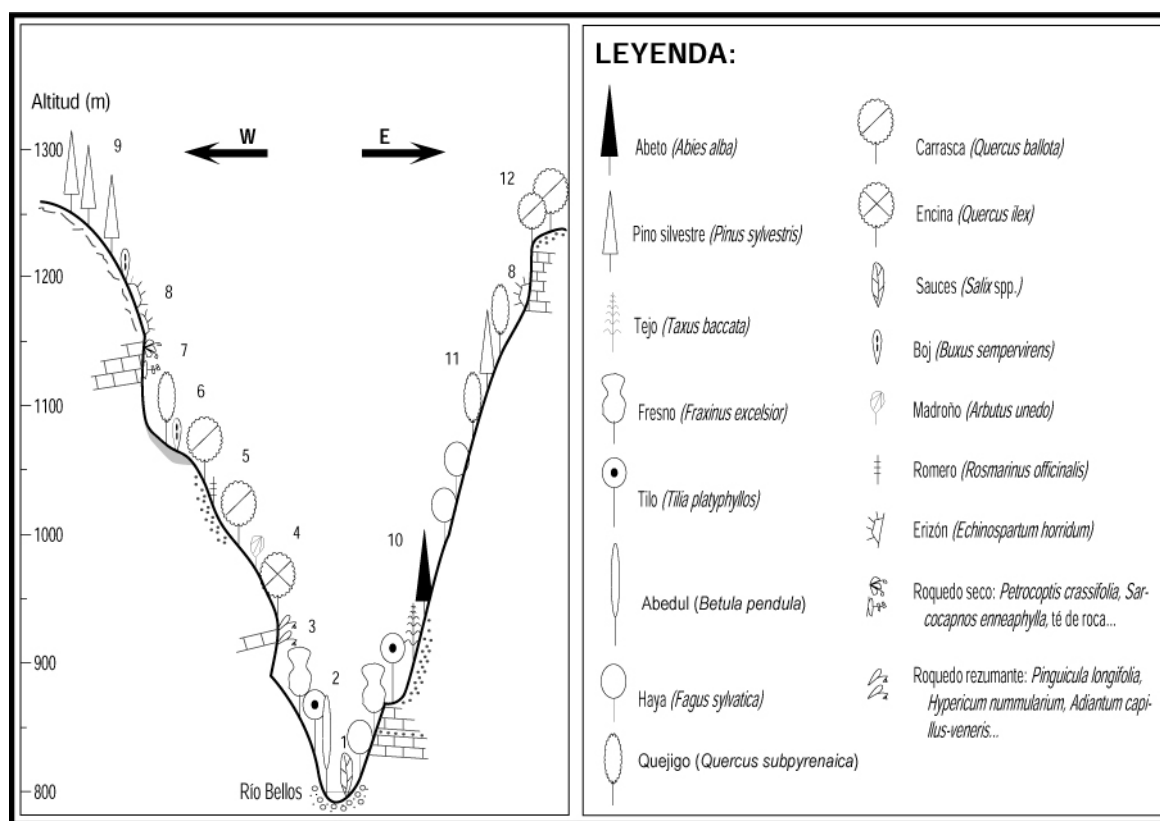 Altitud (m)
W
E
1300
1200
1100
1000
900
800
9
8
7
6
5
4
3
2
1
10
11
8
12
Río Bellos
LEYENDA:
Abeto (Abies alba)
Pino silvestre (Pinus sylvestris)
Tejo (Taxus baccata)
Fresno (Fraxinus excelsior)
Tilo (Tilia platyphyllos)
Abedul (Betula pendula)
Haya (Fagus sylvatica)
Quejigo (Quercus subpyrenaica)
Carrasca (Quercus ballota)
Encina (Quercus ilex)
Sauces (Salix spp.)
Boj (Buxus sempervirens)
Madroño (Arbutus unedo)
Romero (Rosmarinus officinalis)
Erizón (Echinospartum horridum)
Roquedo seco: Petrocoptis crassifolia, Sar-
cocapnos enneaphylla, té de roca...
Roquedo rezumante: Pinguicula longifolia,
Hypericum nummularium, Adiantum capi-
llus-veneris...